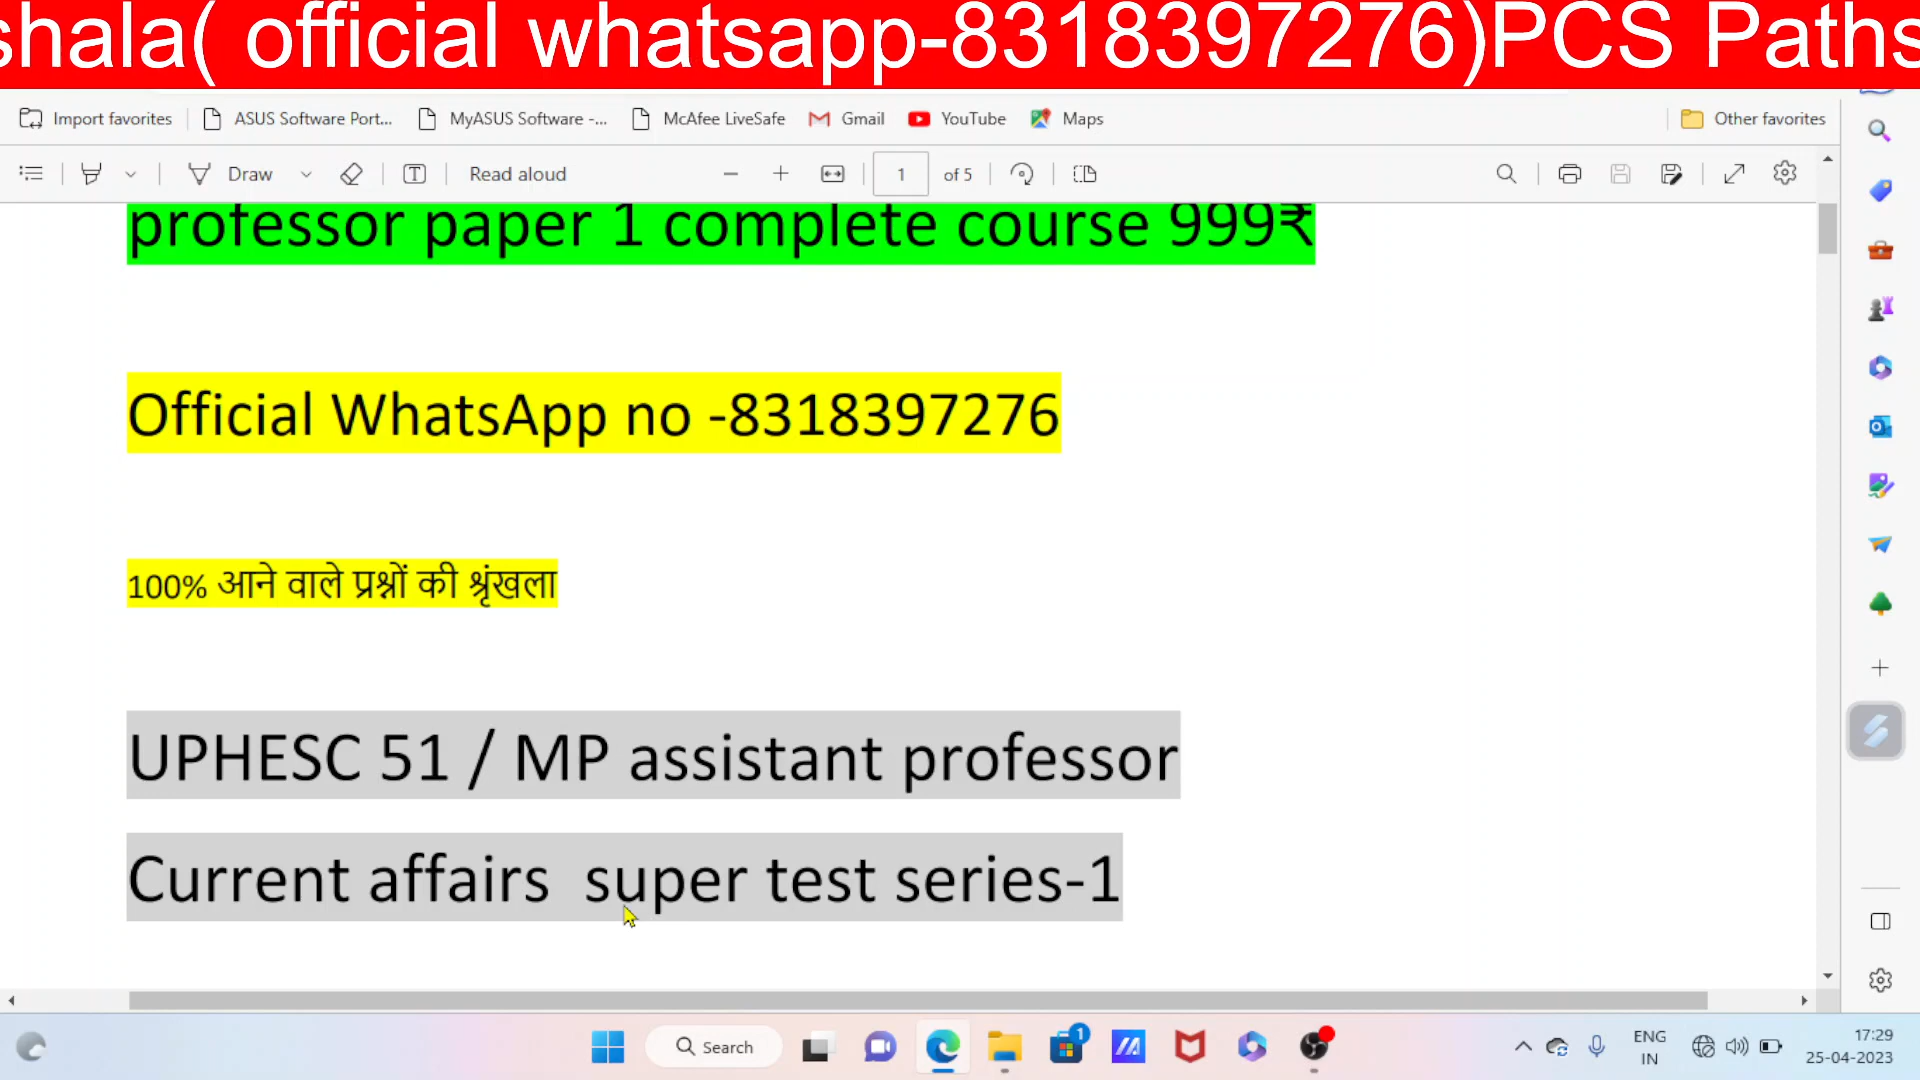 shala( official whatsapp-8318397276)PCS Paths
Import favorites
ASUS Software Port...
MyASUS Software -...
McAfee LiveSafe
Gmail
YouTube
Maps
Other favorites
Draw
Read aloud
1
of 5
professor paper 1 complete course 999₹
Official WhatsApp no -8318397276
100% आने वाले प्रश्नों की श्रृंखला
UPHESC 51 / MP assistant professor
Current affairs  super test series-1
Search
1
ENG
IN
17:29
25-04-2023